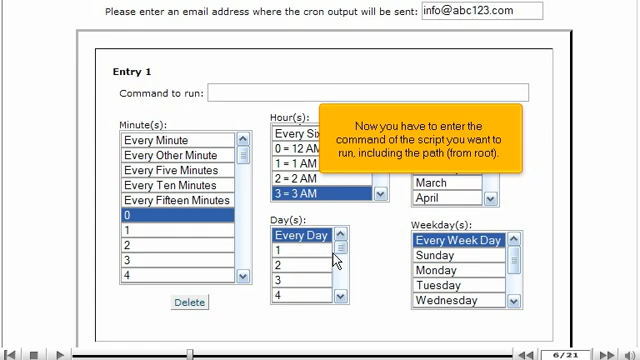 Please enter an email address where the cron output will be sent: info@abc123.com
Entry 1
Command to run:
Minute(s):
Every Minute
Every Other Minute
Every Five Minutes
Every Ten Minutes
Every Fifteen Minutes
0
1
2
3
4
Delete
Hour(s):
Every Six
0 = 12 AM
1 = 1 AM
2 = 2 AM
3 = 3 AM
Now you have to enter the
command of the script you want to
run, including the path (from root).
March
April
Day(s):
Every Day
1
2
3
4
Weekday(s):
Every Week Day
Sunday
Monday
Tuesday
Wednesday
6/21